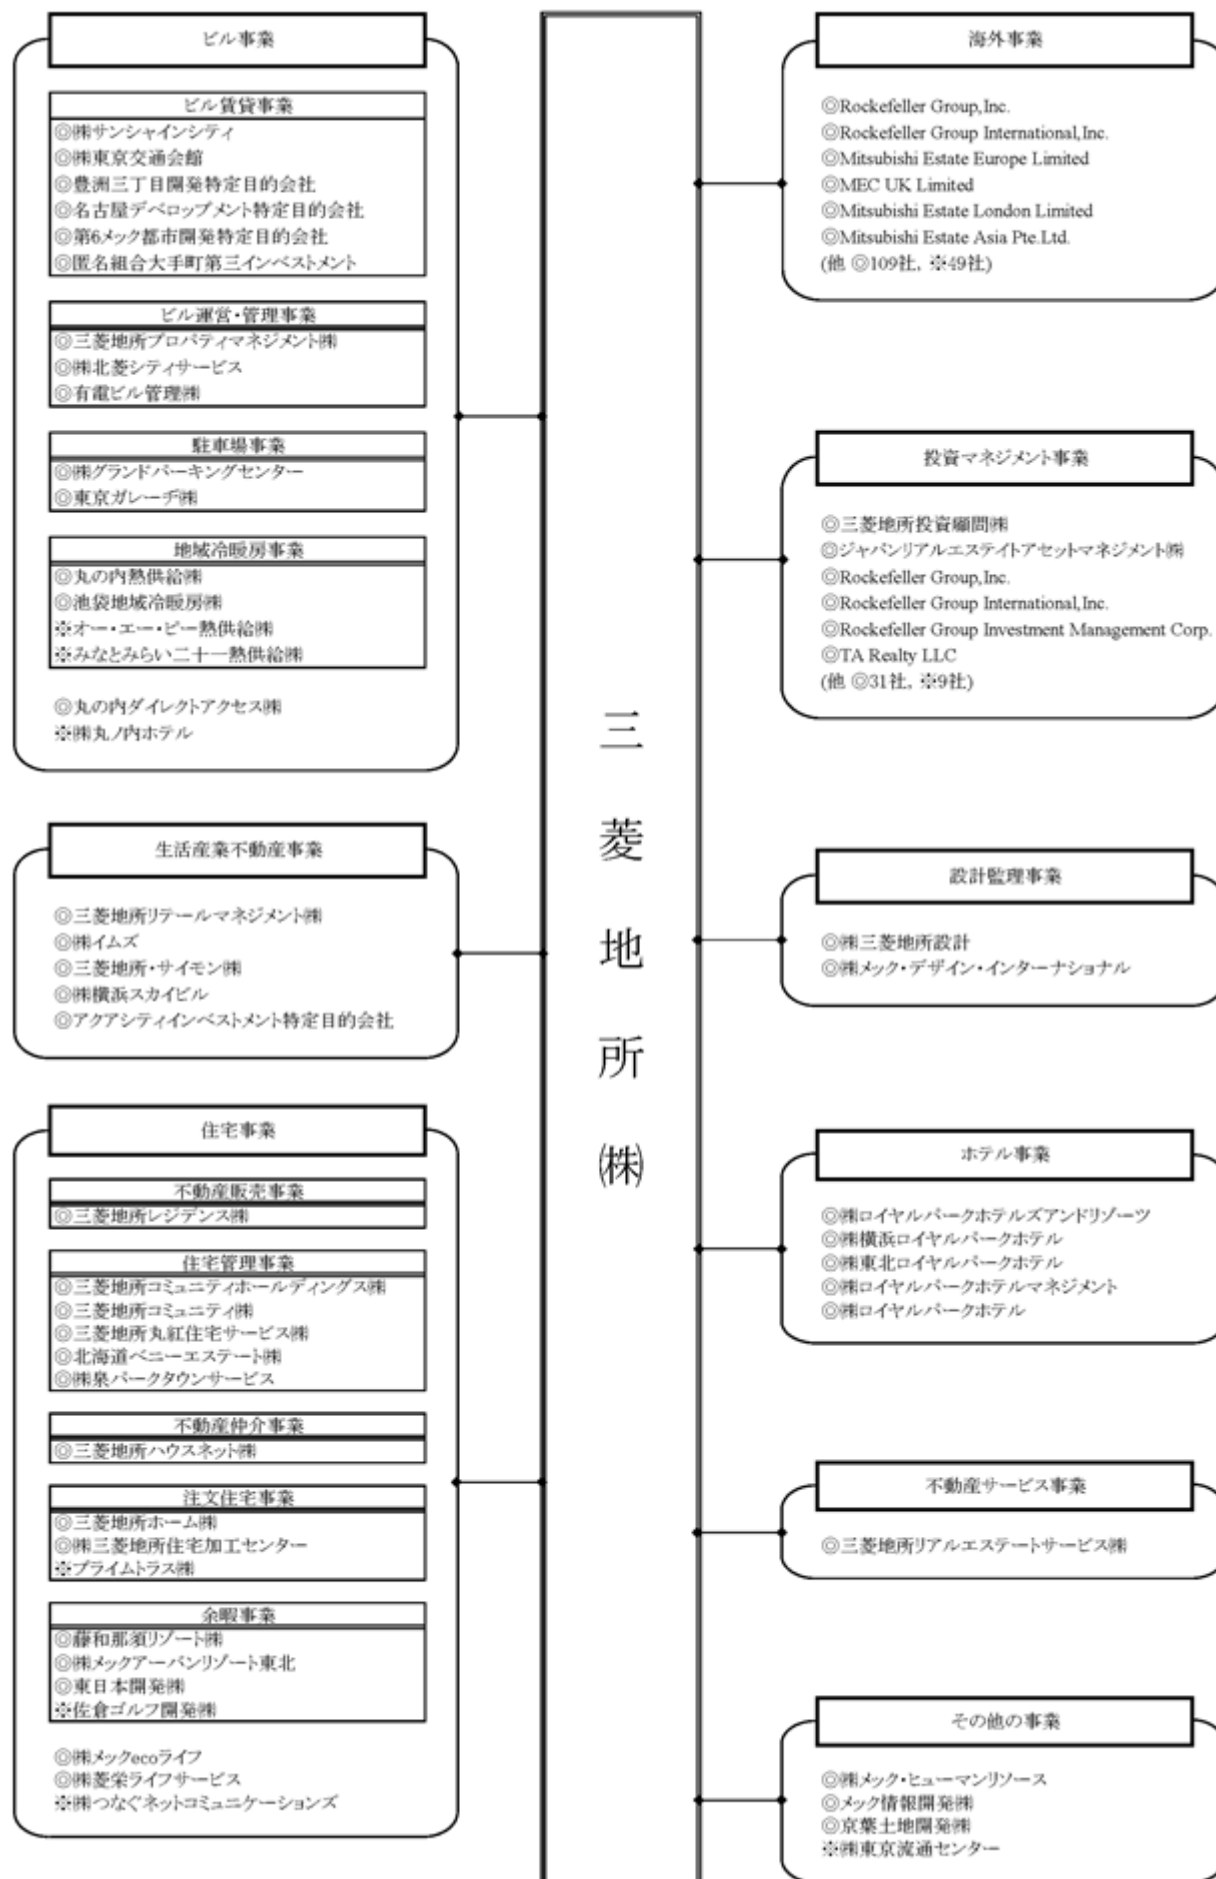 ビル事業
ビル賃貸事業
◎㈱サンシャインシティ
◎㈱東京交通会館
◎豊洲三丁目開発特定目的会社
◎名古屋デベロップメント特定目的会社
◎第6メック都市開発特定目的会社
◎匿名組合大手町第三インベストメント
ビル運営・管理事業
◎三菱地所プロパティマネジメント㈱
◎㈱北菱シティサービス
◎有電ビル管理㈱
駐車場事業
◎㈱グランドパーキングセンター
◎東京ガレーヂ㈱
地域冷暖房事業
◎丸の内熱供給㈱
◎池袋地域冷暖房㈱
※オー・エー・ピー熱供給㈱
※みなとみらい二十一熱供給㈱
◎丸の内ダイレクトアクセス㈱
※㈱丸ノ内ホテル
生活産業不動産事業
◎三菱地所リテールマネジメント㈱
◎㈱イムズ
◎三菱地所・サイモン㈱
◎㈱横浜スカイビル
◎アクアシティインベストメント特定目的会社
住宅事業
不動産販売事業
◎三菱地所レジデンス㈱
住宅管理事業
◎三菱地所コミュニティホールディングス㈱
◎三菱地所コミュニティ㈱
◎三菱地所丸紅住宅サービス㈱
◎北海道ベニーエステート㈱
◎㈱泉パークタウンサービス
不動産仲介事業
◎三菱地所ハウスネット㈱
注文住宅事業
◎三菱地所ホーム㈱
◎㈱三菱地所住宅加工センター
※プライムトラス㈱
余暇事業
◎藤和那須リゾート㈱
◎㈱メックアーバンリゾート東北
◎東日本開発㈱
※佐倉ゴルフ開発㈱
◎㈱メックecoライフ
◎㈱菱栄ライフサービス
※㈱つなぐネットコミュニケーションズ
三菱地所㈱
海外事業
◎Rockefeller Group,Inc.
◎Rockefeller Group International,Inc.
◎Mitsubishi Estate Europe Limited
◎MEC UK Limited
◎Mitsubishi Estate London Limited
◎Mitsubishi Estate Asia Pte.Ltd.
(他 ◎109社, ※49社)
投資マネジメント事業
◎三菱地所投資顧問㈱
◎ジャパンリアルエステイトアセットマネジメント㈱
◎Rockefeller Group,Inc.
◎Rockefeller Group International,Inc.
◎Rockefeller Group Investment Management Corp.
◎TA Realty LLC
(他 ◎31社, ※9社)
設計監理事業
◎㈱三菱地所設計
◎㈱メック・デザイン・インターナショナル
ホテル事業
◎㈱ロイヤルパークホテルズアンドリゾーツ
◎㈱横浜ロイヤルパークホテル
◎㈱東北ロイヤルパークホテル
◎㈱ロイヤルパークホテルマネジメント
◎㈱ロイヤルパークホテル
不動産サービス事業
◎三菱地所リアルエステートサービス㈱
その他の事業
◎㈱メック・ヒューマンリソース
◎メック情報開発㈱
◎京葉土地開発㈱
※㈱東京流通センター